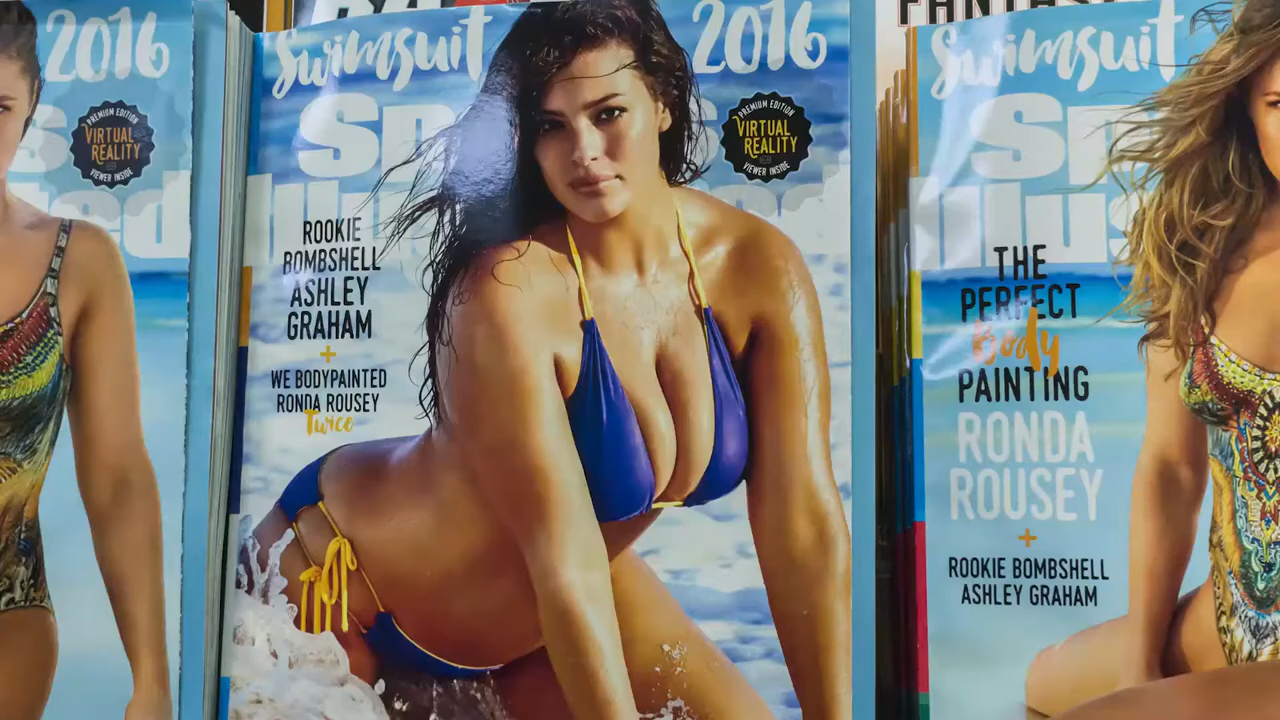 2016
PREMIUM EDITION
VIRTUAL
REALITY
VIEWER INSIDE
Swimsuit 2016
PREMIUM EDITION
VIRTUAL
REALITY
VIEWER INSIDE
ROOKIE
BOMBSHELL
ASHLEY
GRAHAM
+
WE BODYPAINTED
RONDA ROUSEY
Twice
Swimsuit
THE
PERFECT
Body
PAINTING
RONDA
ROUSEY
+
ROOKIE BOMBSHELL
ASHLEY GRAHAM